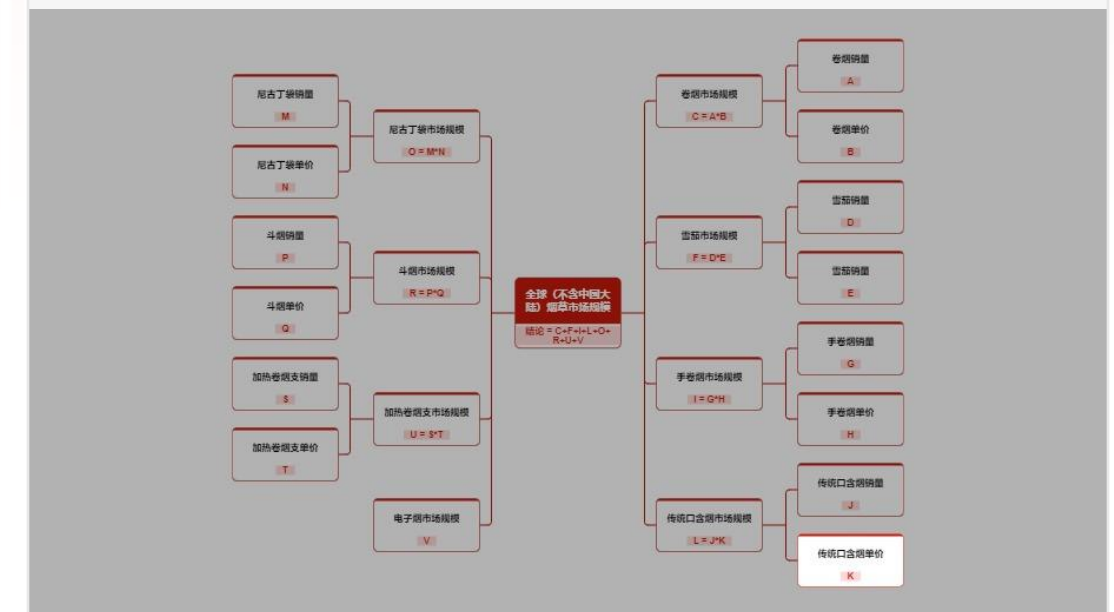 尼古丁袋销量
M
尼古丁袋单价
N
尼古丁袋市场规模
O = M*N
斗烟销量
P
斗烟单价
Q
斗烟市场规模
R = P*Q
加热卷烟支销量
S
加热卷烟支单价
T
加热卷烟支市场规模
U = S*T
电子烟市场规模
V
全球（不含中国大
陆）烟草市场规模
结论 = C+F+I+L+O+
R+U+V
卷烟市场规模
C = A*B
卷烟销量
A
卷烟单价
B
雪茄市场规模
F = D*E
雪茄销量
D
雪茄销量
E
手卷烟市场规模
I = G*H
手卷烟销量
G
手卷烟单价
H
传统口含烟市场规模
L = J*K
传统口含烟销量
J
传统口含烟单价
K